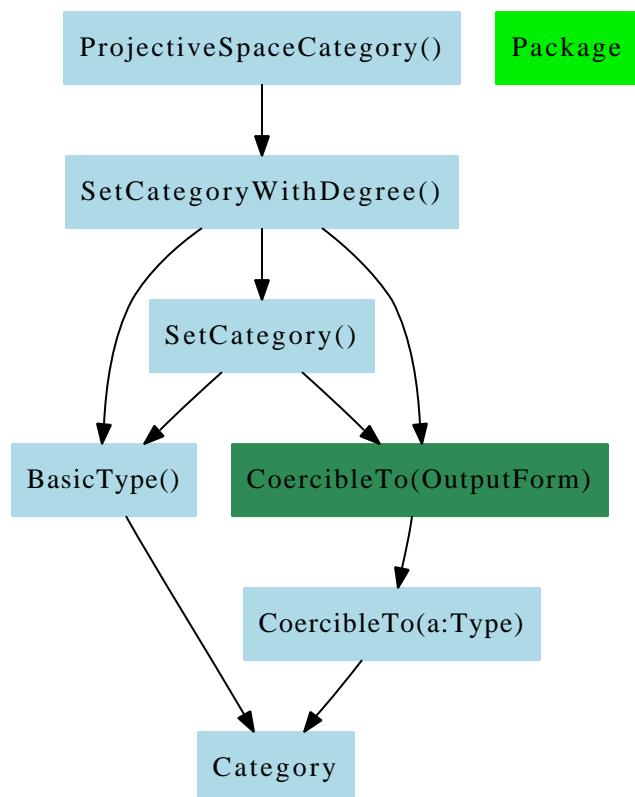 ProjectiveSpaceCategory()
Package
SetCategoryWithDegree()
SetCategory()
BasicType()
CoercibleTo(OutputForm)
CoercibleTo(a:Type)
Category